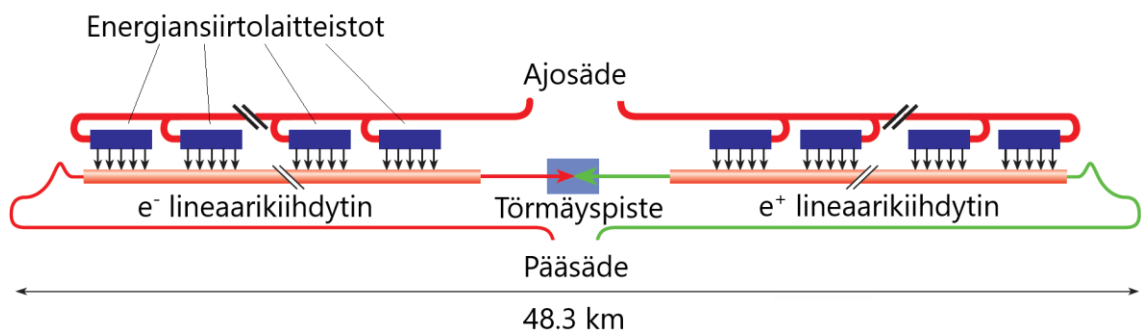 Energiansiirtolaitteistot
Ajosäde
e⁻ lineaarikiihdytin
Törmäyspiste
e⁺ lineaarikiihdytin
Pääsäde
48.3 km